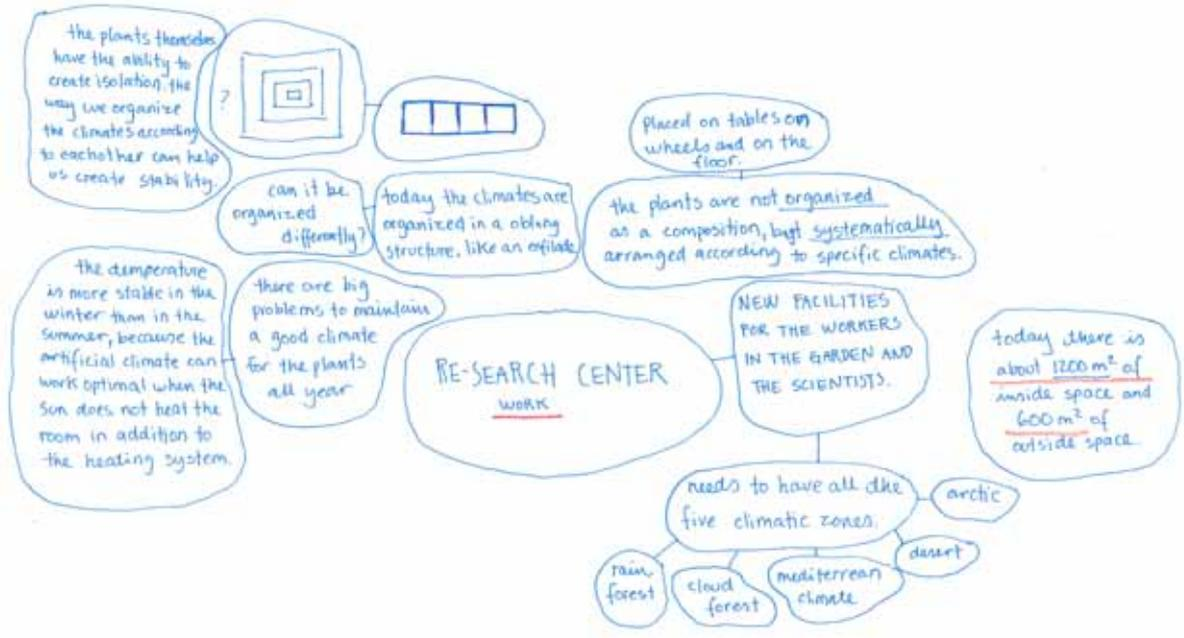 the plants themselves
have the ability to
create isolation. the
way we organize
the climates according
to eachother can help
us create stability.
?
placed on tables on
wheels and on the
floor.
can it be
organized
differently?
today the climates are
organized in a oblong
structure, like an enfilade
the plants are not organized
as a composition, but systematically
arranged according to specific climates.
the temperature
is more stable in the
winter than in the
summer, because the
artificial climate can
work optimal when the
sun does not heat the
room in addition to
the heating system.
there are big
problems to maintain
a good climate
for the plants
all year
RE-SEARCH CENTER
WORK
NEW FACILITIES
FOR THE WORKERS
IN THE GARDEN AND
THE SCIENTISTS.
today there is
about 1200 m² of
inside space and
600 m² of
outside space
needs to have all the
five climatic zones.
arctic
desert
mediterrean
climate
cloud
forest
rain
forest